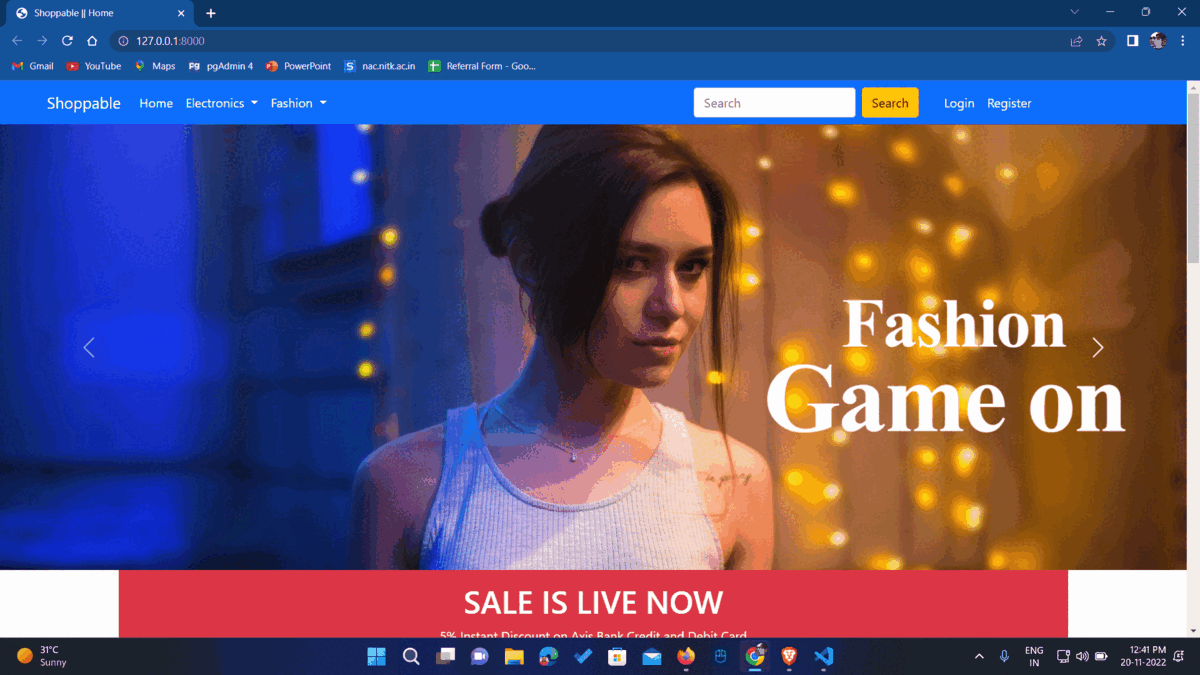 Shoppable || Home
127.0.0.1:8000
Gmail YouTube Maps pgAdmin 4 PowerPoint nac.nitk.ac.in Referral Form - Goo...
Shoppable Home Electronics Fashion Search Search Login Register
Fashion
Game on
SALE IS LIVE NOW
5% Instant Discount on Axis Bank Credit and Debit Card
31°C
Sunny
ENG
IN
12:41 PM
20-11-2022